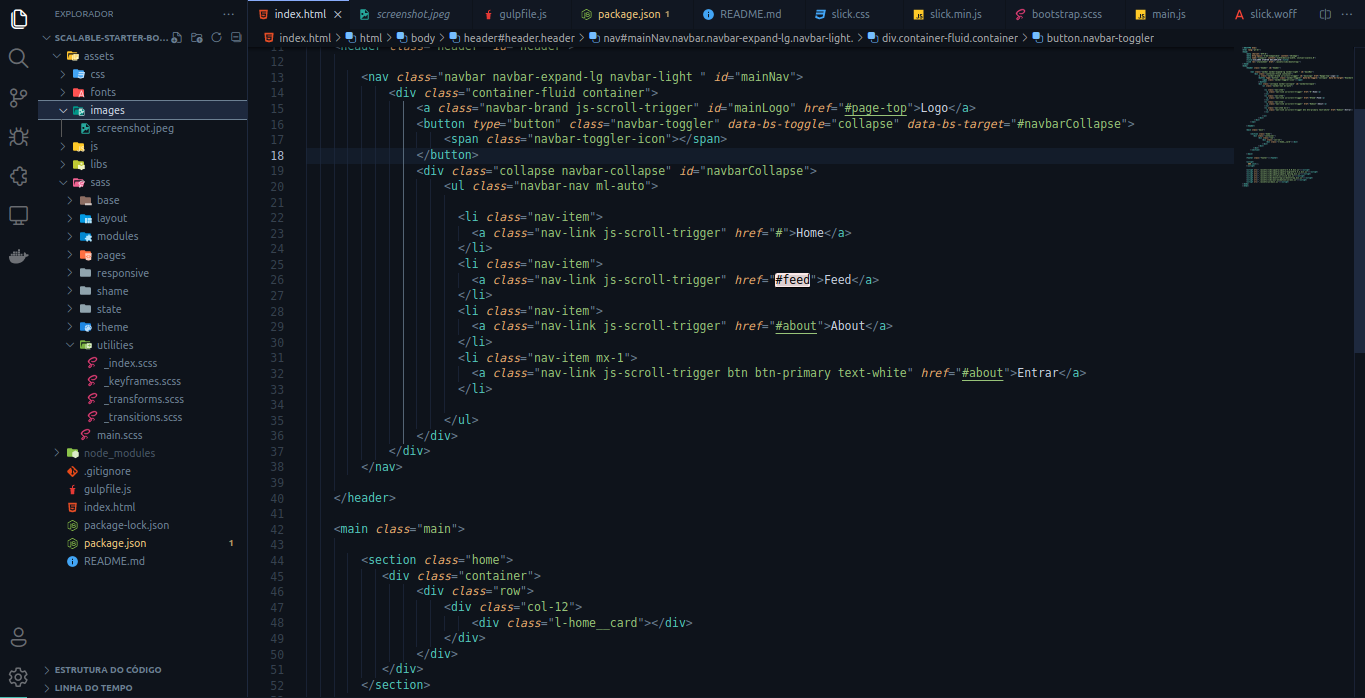 EXPLORADOR
SCALABLE-STARTER-BO...
assets
css
fonts
images
screenshot.jpeg
js
libs
sass
base
layout
modules
pages
responsive
shame
state
theme
utilities
_index.scss
_keyframes.scss
_transforms.scss
_transitions.scss
main.scss
node_modules
.gitignore
gulpfile.js
index.html
package-lock.json
package.json 1
README.md
ESTRUTURA DO CÓDIGO
LINHA DO TEMPO
index.html screenshot.jpeg gulpfile.js package.json 1 README.md slick.css slick.min.js bootstrap.scss main.js slick.woff
index.html > html > body > header#header.header > nav#mainNav.navbar.navbar-expand-lg.navbar-light. > div.container-fluid.container > button.navbar-toggler
11 <header class="header" id="header">
12
13 <nav class="navbar navbar-expand-lg navbar-light " id="mainNav">
14 <div class="container-fluid container">
15 <a class="navbar-brand js-scroll-trigger" id="mainLogo" href="#page-top">Logo</a>
16 <button type="button" class="navbar-toggler" data-bs-toggle="collapse" data-bs-target="#navbarCollapse">
17 <span class="navbar-toggler-icon"></span>
18 </button>
19 <div class="collapse navbar-collapse" id="navbarCollapse">
20 <ul class="navbar-nav ml-auto">
21
22 <li class="nav-item">
23 <a class="nav-link js-scroll-trigger" href="#">Home</a>
24 </li>
25 <li class="nav-item">
26 <a class="nav-link js-scroll-trigger" href="#feed">Feed</a>
27 </li>
28 <li class="nav-item">
29 <a class="nav-link js-scroll-trigger" href="#about">About</a>
30 </li>
31 <li class="nav-item mx-1">
32 <a class="nav-link js-scroll-trigger btn btn-primary text-white" href="#about">Entrar</a>
33 </li>
34
35 </ul>
36 </div>
37 </div>
38 </nav>
39
40 </header>
41
42 <main class="main">
43
44 <section class="home">
45 <div class="container">
46 <div class="row">
47 <div class="col-12">
48 <div class="l-home__card"></div>
49 </div>
50 </div>
51 </div>
52 </section>